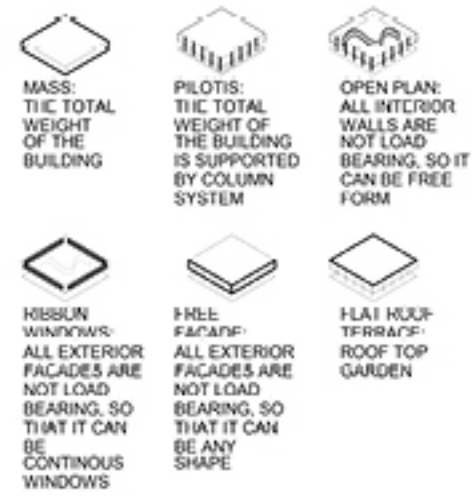 MASS:
THE TOTAL
WEIGHT
OF THE
BUILDING
PILOTIS:
THE TOTAL
WEIGHT OF
THE BUILDING
IS SUPPORTED
BY COLUMN
SYSTEM
OPEN PLAN:
ALL INTERIOR
WALLS ARE
NOT LOAD
BEARING, SO IT
CAN BE FREE
FORM
RIBBON
WINDOWS:
ALL EXTERIOR
FACADES ARE
NOT LOAD
BEARING, SO
THAT IT CAN
BE
CONTINOUS
WINDOWS
FREE
FACADE:
ALL EXTERIOR
FACADES ARE
NOT LOAD
BEARING, SO
THAT IT CAN
BE ANY
SHAPE
FLAT ROOF
TERRACE:
ROOF TOP
GARDEN